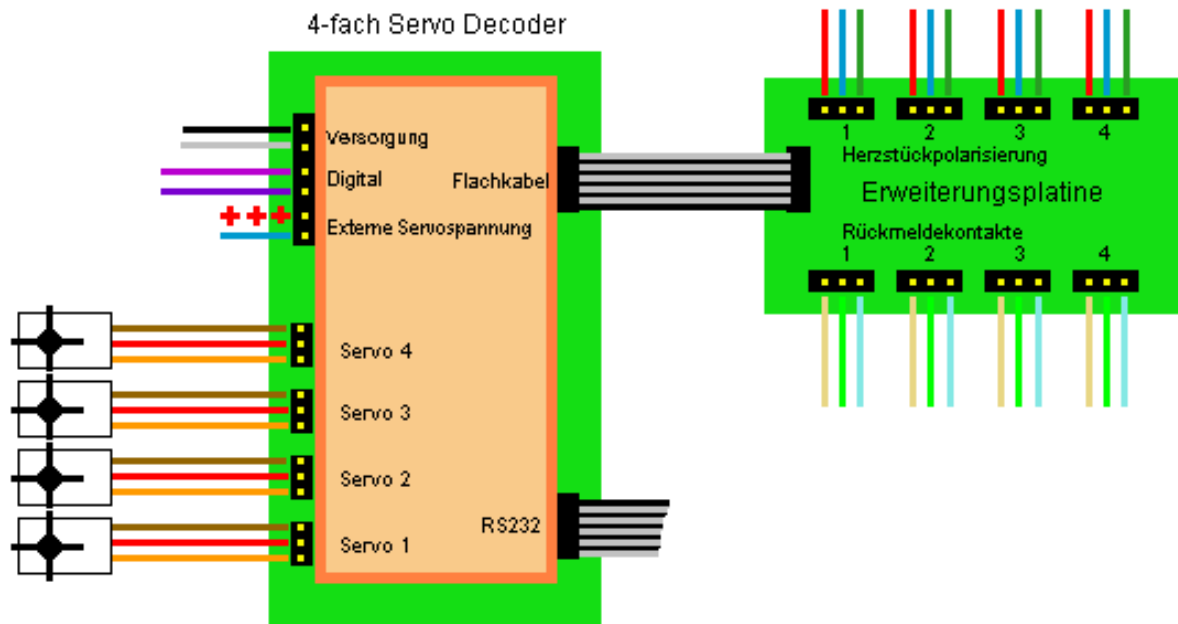 4-fach Servo Decoder
Versorgung
Digital
Flachkabel
Externe Servospannung
Servo 4
Servo 3
Servo 2
Servo 1
RS232
1 2 3 4
Herzstückpolarisierung
Erweiterungsplatine
Rückmeldekontakte
1 2 3 4